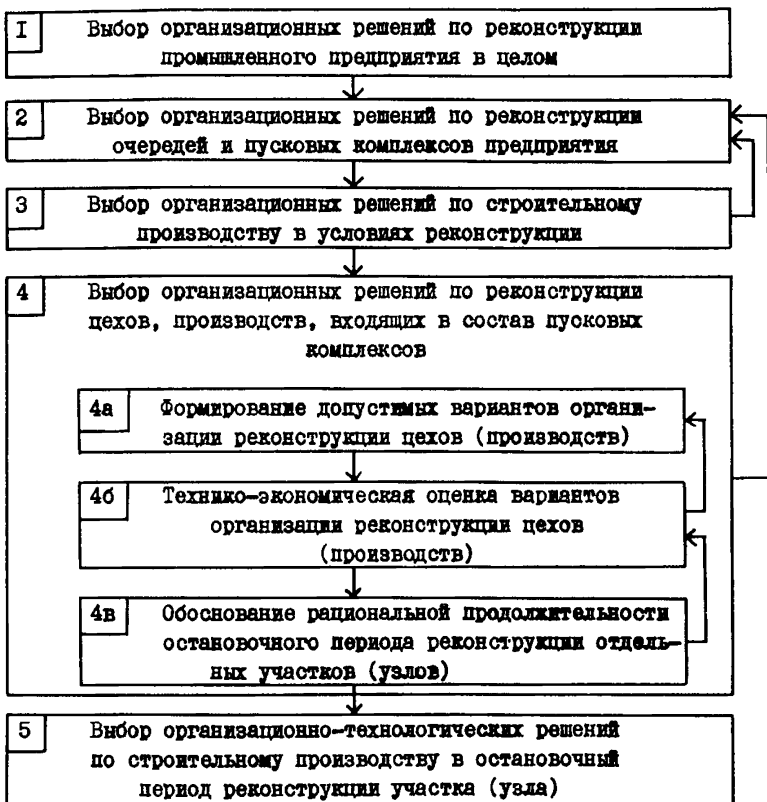 I Выбор организационных решений по реконструкции
промышленного предприятия в целом
2 Выбор организационных решений по реконструкции
очередей и пусковых комплексов предприятия
3 Выбор организационных решений по строительному
производству в условиях реконструкции
4 Выбор организационных решений по реконструкции
цехов, производств, входящих в состав пусковых
комплексов
4а Формирование допустимых вариантов органи-
зации реконструкции цехов (производств)
4б Технико-экономическая оценка вариантов
организации реконструкции цехов
(производств)
4в Обоснование рациональной продолжительности
остановочного периода реконструкции отдель-
ных участков (узлов)
5 Выбор организационно-технологических решений
по строительному производству в остановочный
период реконструкции участка (узла)